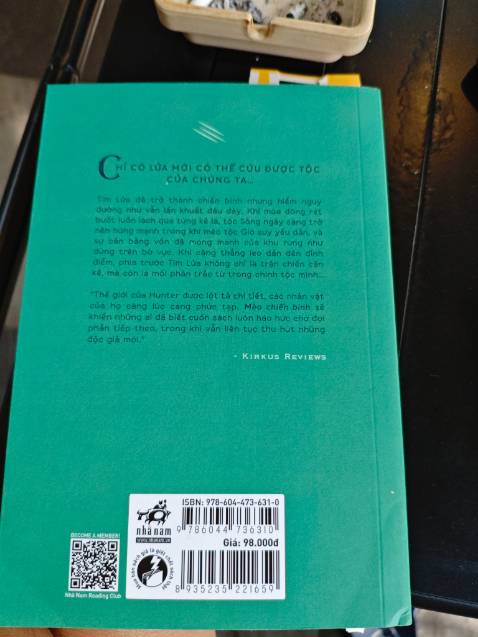 CHỈ CÓ LỬA MỚI CÓ THỂ CỨU ĐƯỢC TỘC
CỦA CHÚNG TA...
Tim Lửa đã trở thành chiến binh nhưng hiểm nguy
dường như vẫn lẩn khuất đâu đây. Khi mùa đông rét
buốt luồn lách qua từng kẽ lá, tộc Sông ngày càng trở
nên hùng mạnh trong khi mèo tộc Gió suy yếu dần, và
sự cân bằng vốn đã mong manh của khu rừng như
đứng trên bờ vực. Khi căng thẳng leo dần đến đỉnh
điểm, phía trước Tim Lửa không chỉ là trận chiến cận
kề, mà còn là mối phản trắc từ trong chính tộc mình...
"Thế giới của Hunter được lột tả chi tiết, các nhân vật
của họ càng lúc càng phức tạp. Mèo chiến binh sẽ
khiến những ai đã biết cuốn sách luôn háo hức chờ đợi
phần tiếp theo, trong khi vẫn liên tục thu hút những
độc giả mới."
- KIRKUS REVIEWS
ISBN: 978-604-473-631-0
9 786044 736310
Giá: 98.000đ
8 935235 221659
nhã nam
www.nhanam.vn
BECOME A MEMBER!
Nhã Nam Reading Club